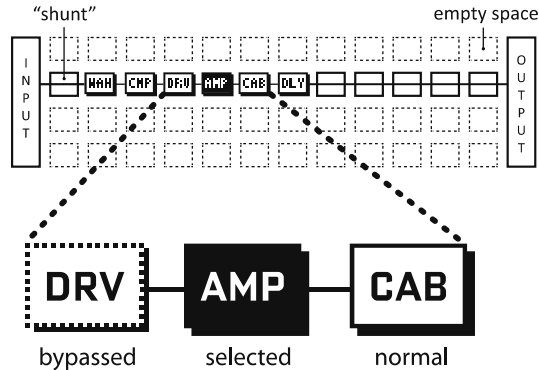 “shunt”
empty space
INPUT
WAH CMP DRV AMP CAB DLY
OUTPUT
DRV AMP CAB
bypassed selected normal